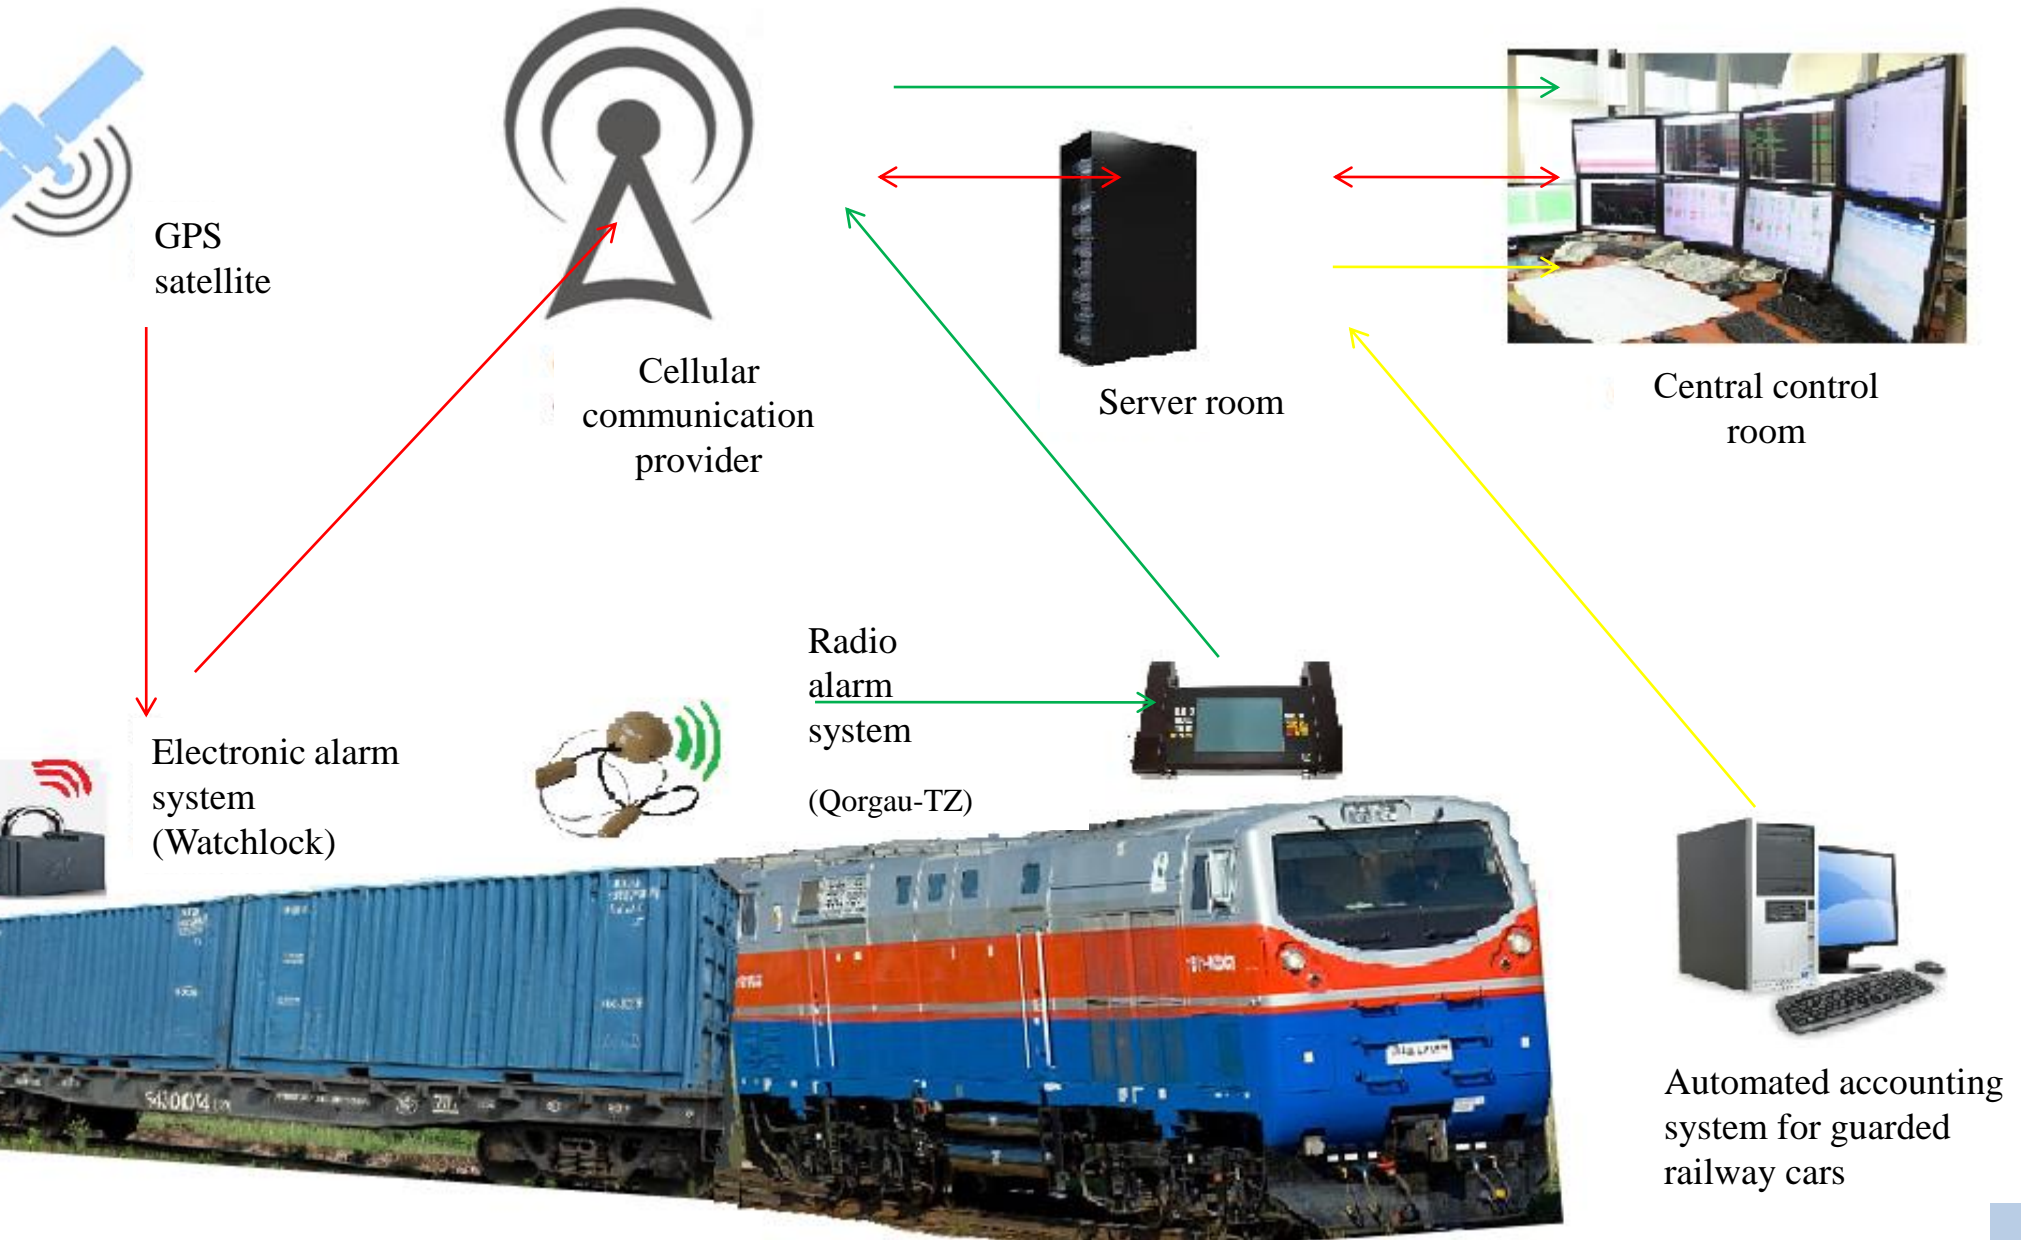 GPS
satellite
Cellular
communication
provider
Server room
Central control
room
Radio
alarm
system
(Qorgau-TZ)
Electronic alarm
system
(Watchlock)
Automated accounting
system for guarded
railway cars